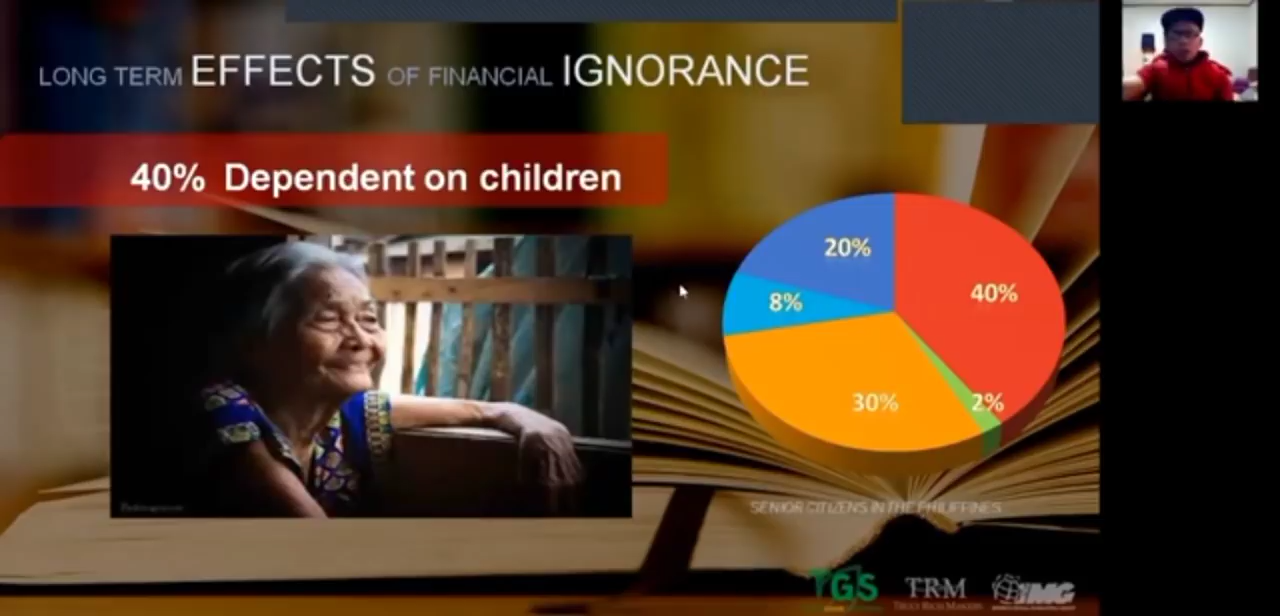 LONG TERM EFFECTS OF FINANCIAL IGNORANCE
40% Dependent on children
20%
40%
8%
30%
2%
SENIOR CITIZENS IN THE PHILIPPINES
TGS
TRM
TRULY RICH MAKERS
IMG